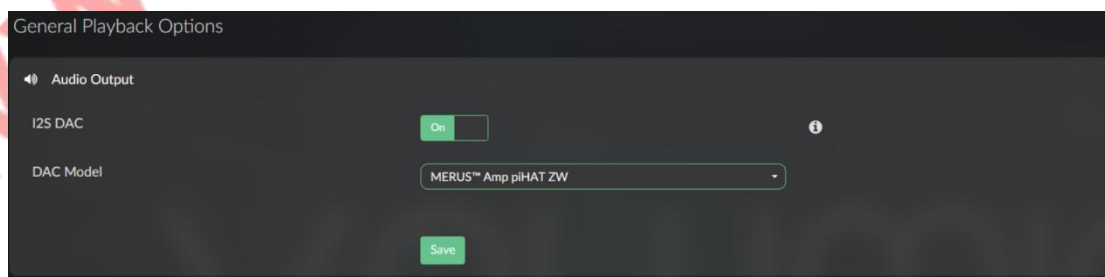 General Playback Options
Audio Output
I2S DAC
On
DAC Model
MERUS™ Amp piHAT ZW
Save